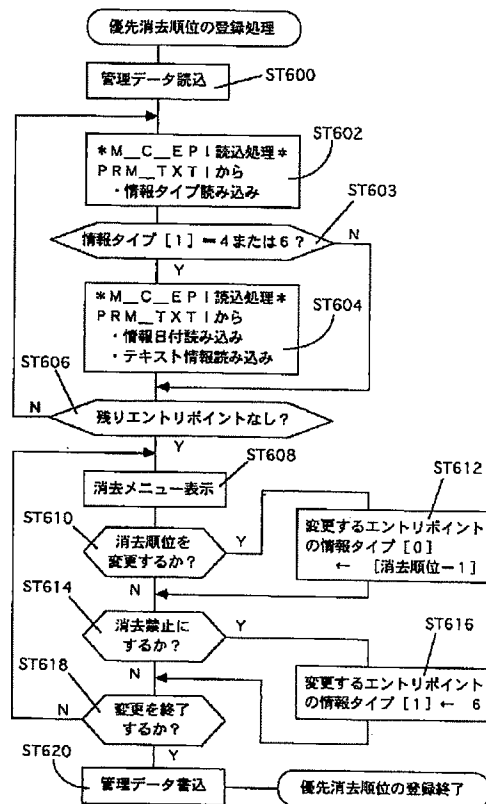 優先消去順位の登録処理
管理データ読込
ST600
＊M＿C＿EPI読込処理＊
PRM＿TXTIから
・情報タイプ読み込み
ST602
情報タイプ［1］＝4または6？
ST603
N
Y
＊M＿C＿EPI読込処理＊
PRM＿TXTIから
・情報日付読み込み
・テキスト情報読み込み
ST604
ST606
残りエントリポイントなし？
N
Y
ST608
消去メニュー表示
ST610
消去順位を
変更するか？
Y
N
ST612
変更するエントリポイント
の情報タイプ［0］
← ［消去順位－1］
ST614
消去禁止に
するか？
Y
N
ST616
変更するエントリポイント
の情報タイプ［1］← 6
ST618
変更を終了
するか？
N
Y
ST620
管理データ書込
優先消去順位の登録終了